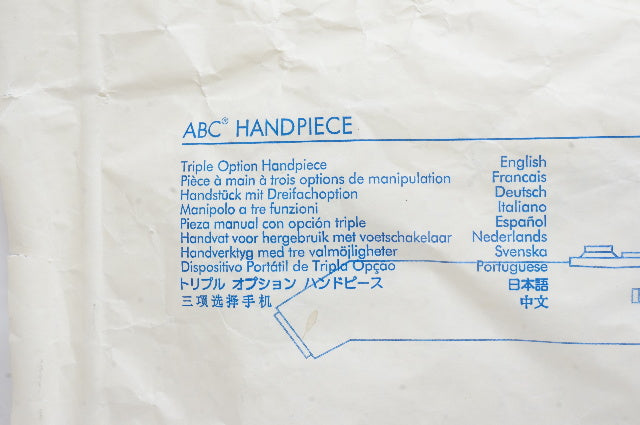 ABC® HANDPIECE
Triple Option Handpiece English
Pièce à main à trois options de manipulation Francais
Handstück mit Dreifachoption Deutsch
Manipolo a tre funzioni Italiano
Pieza manual con opción triple Español
Handvat voor hergebruik met voetschakelaar Nederlands
Handverktyg med tre valmöjligheter Svenska
Dispositivo Portátil de Tripla Opção Portuguese
トリプル オプション ハンドピース 日本語
三项选择手机 中文